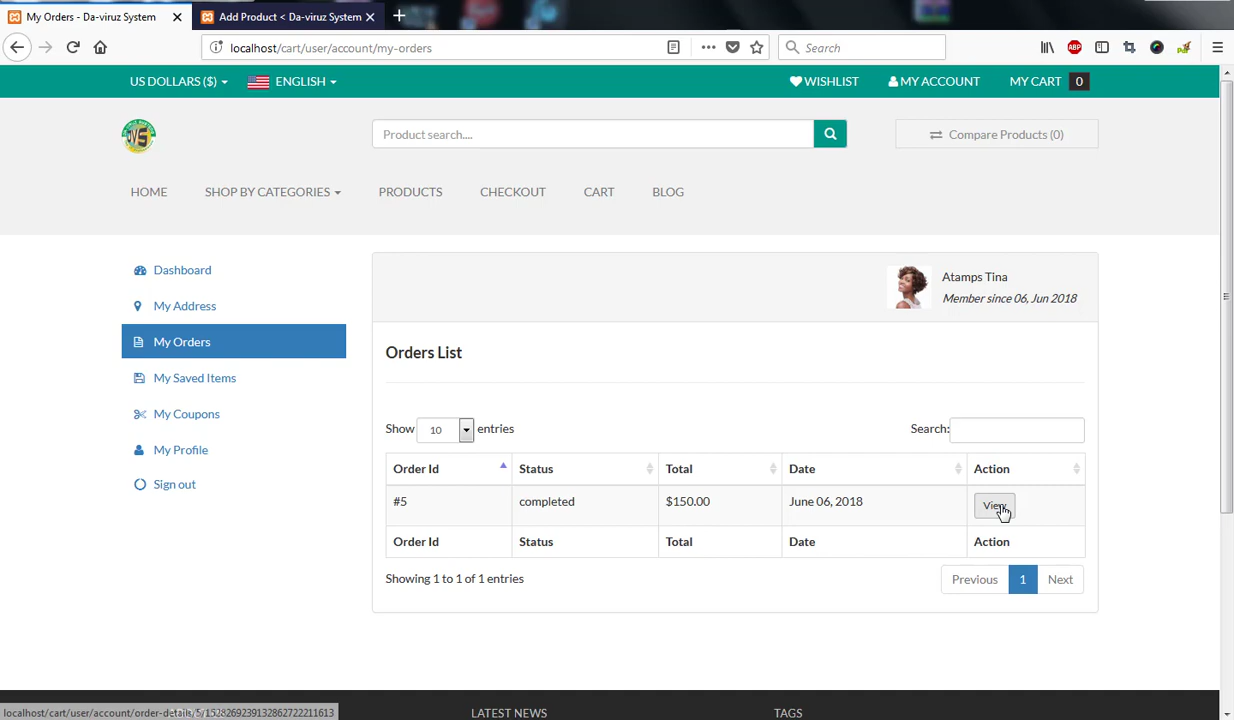 My Orders - Da-viruz System
Add Product < Da-viruz System
localhost/cart/user/account/my-orders
Search
ABP
US DOLLARS ($)
ENGLISH
WISHLIST
MY ACCOUNT
MY CART 0
JVS
Product search....
Compare Products (0)
HOME
SHOP BY CATEGORIES
PRODUCTS
CHECKOUT
CART
BLOG
Dashboard
My Address
My Orders
My Saved Items
My Coupons
My Profile
Sign out
Atamps Tina
Member since 06, Jun 2018
Orders List
Show 10 entries
Search:
Order Id Status Total Date Action
#5 completed $150.00 June 06, 2018 View
Order Id Status Total Date Action
Showing 1 to 1 of 1 entries
Previous 1 Next
LATEST NEWS
TAGS